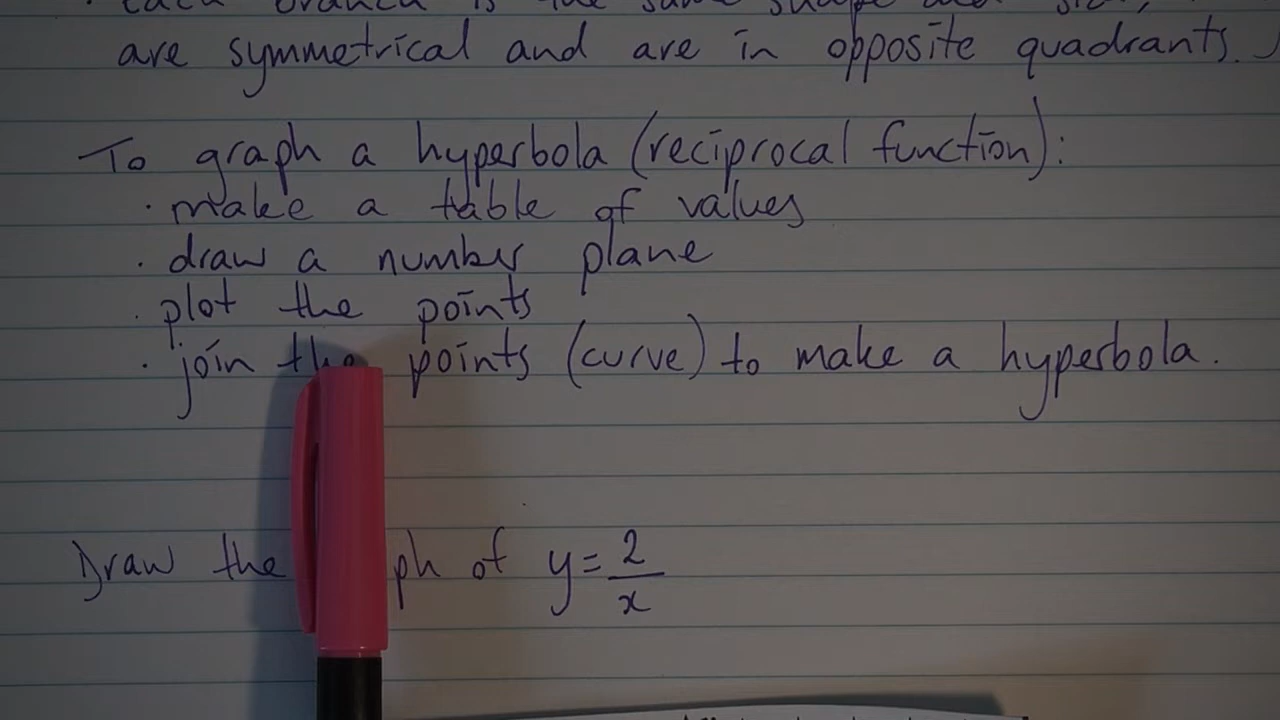 are symmetrical and are in opposite quadrants.
To graph a hyperbola (reciprocal function):
· make a table of values
· draw a number plane
· plot the points
· join the points (curve) to make a hyperbola.
Draw the ph of y = 2/x